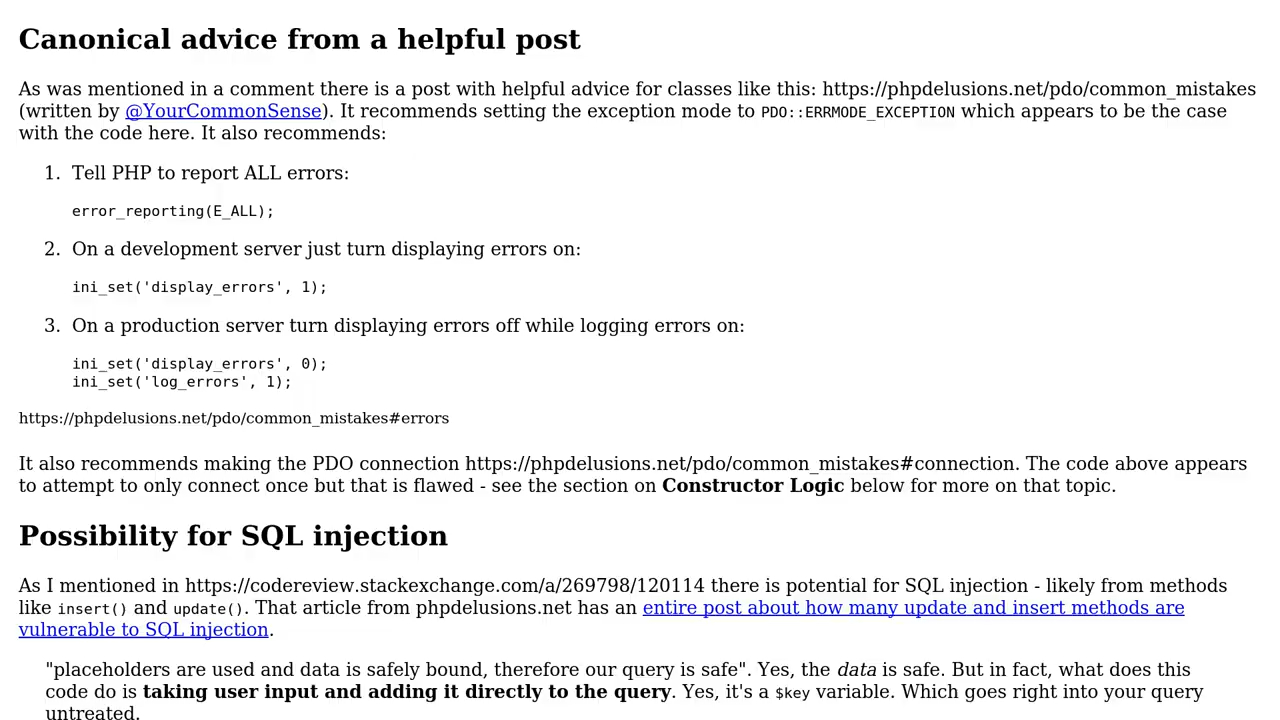 Canonical advice from a helpful post
As was mentioned in a comment there is a post with helpful advice for classes like this: https://phpdelusions.net/pdo/common_mistakes
(written by @YourCommonSense). It recommends setting the exception mode to PDO::ERRMODE_EXCEPTION which appears to be the case
with the code here. It also recommends:
1. Tell PHP to report ALL errors:
error_reporting(E_ALL);
2. On a development server just turn displaying errors on:
ini_set('display_errors', 1);
3. On a production server turn displaying errors off while logging errors on:
ini_set('display_errors', 0);
ini_set('log_errors', 1);
https://phpdelusions.net/pdo/common_mistakes#errors
It also recommends making the PDO connection https://phpdelusions.net/pdo/common_mistakes#connection. The code above appears
to attempt to only connect once but that is flawed - see the section on Constructor Logic below for more on that topic.
Possibility for SQL injection
As I mentioned in https://codereview.stackexchange.com/a/269798/120114 there is potential for SQL injection - likely from methods
like insert() and update(). That article from phpdelusions.net has an entire post about how many update and insert methods are
vulnerable to SQL injection.
"placeholders are used and data is safely bound, therefore our query is safe". Yes, the data is safe. But in fact, what does this
code do is taking user input and adding it directly to the query. Yes, it's a $key variable. Which goes right into your query
untreated.